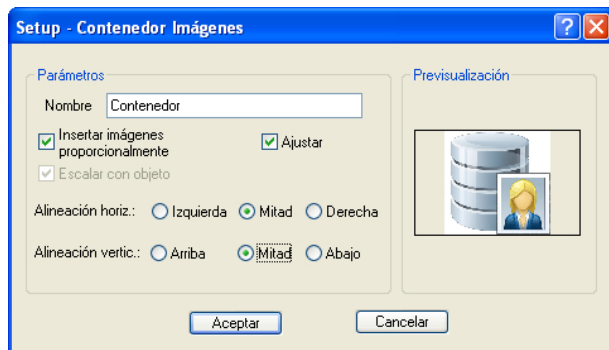 Setup - Contenedor Imágenes
Parámetros
Nombre Contenedor
Insertar imágenes
proporcionalmente
Ajustar
Escalar con objeto
Alineación horiz.: Izquierda Mitad Derecha
Alineación vertic.: Arriba Mitad Abajo
Previsualización
Aceptar Cancelar